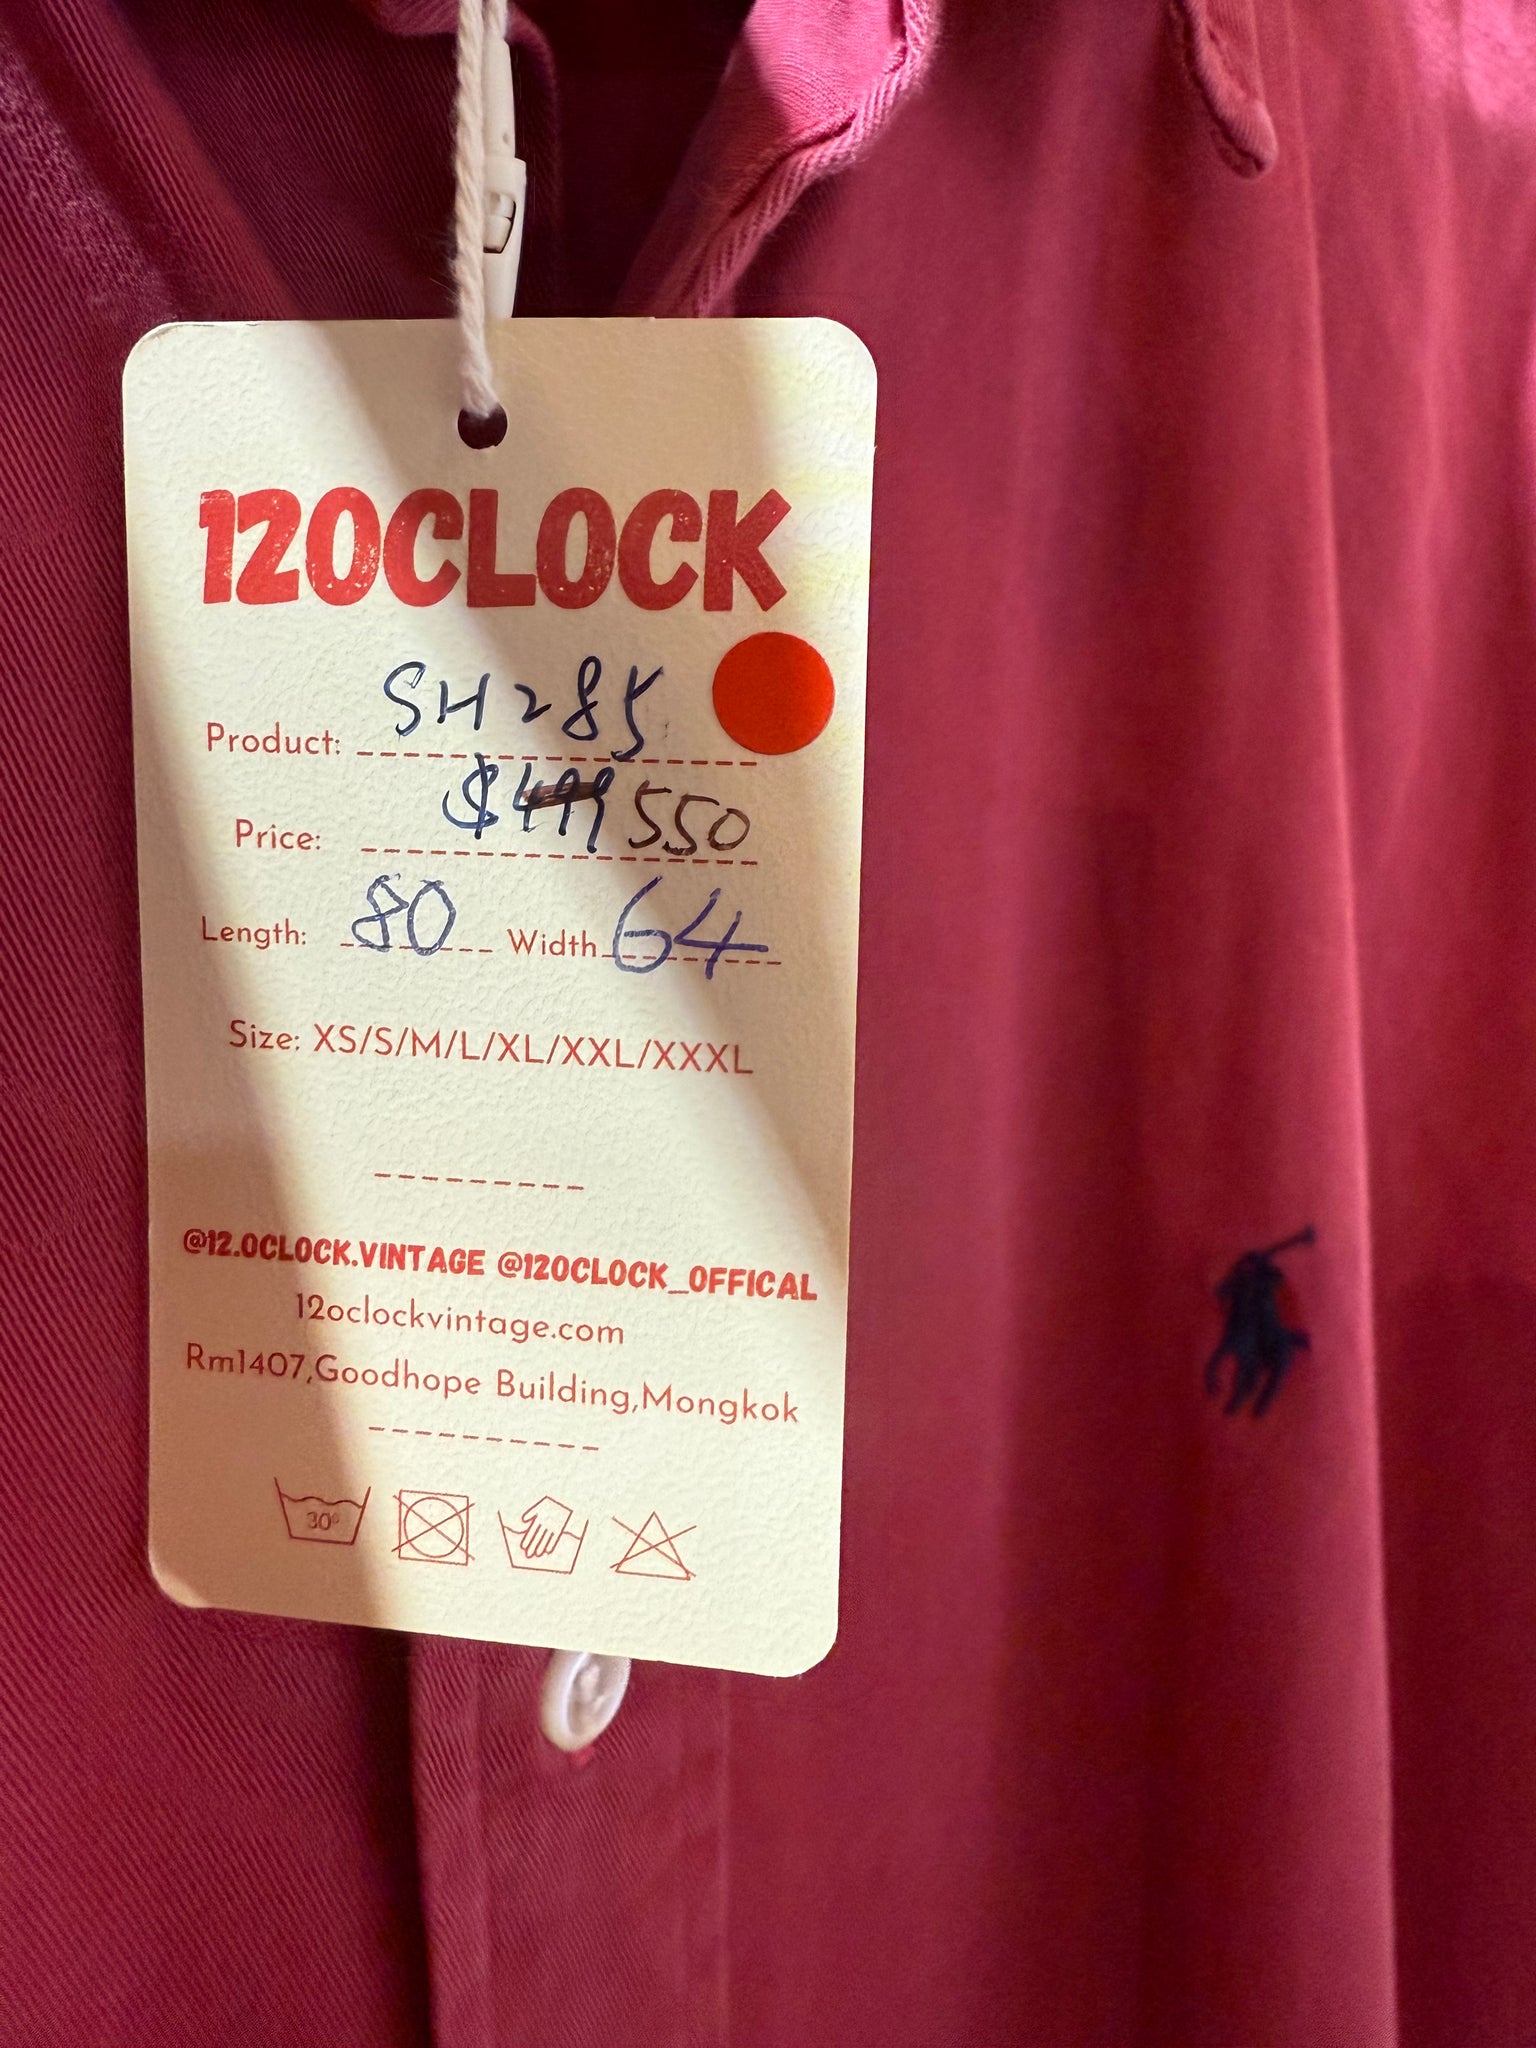 12OCLOCK
Product: SH285
Price: $499 550
Length: 80 Width 64
Size: XS/S/M/L/XL/XXL/XXXL
@12.OCLOCK.VINTAGE @12OCLOCK_OFFICAL
12oclockvintage.com
Rm1407,Goodhope Building,Mongkok
30°